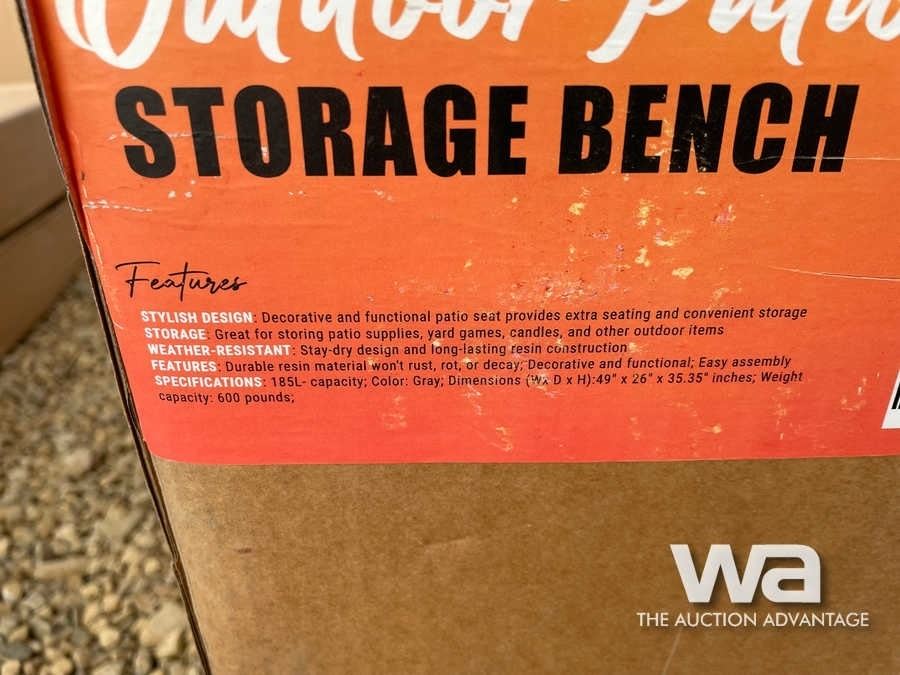 Outdoor Patio
STORAGE BENCH
Features
STYLISH DESIGN: Decorative and functional patio seat provides extra seating and convenient storage
STORAGE: Great for storing patio supplies, yard games, candles, and other outdoor items
WEATHER-RESISTANT: Stay-dry design and long-lasting resin construction
FEATURES: Durable resin material won't rust, rot, or decay; Decorative and functional; Easy assembly
SPECIFICATIONS: 185L- capacity; Color: Gray; Dimensions (Wx D x H):49" x 26" x 35.35" inches; Weight
capacity: 600 pounds;
wa
THE AUCTION ADVANTAGE